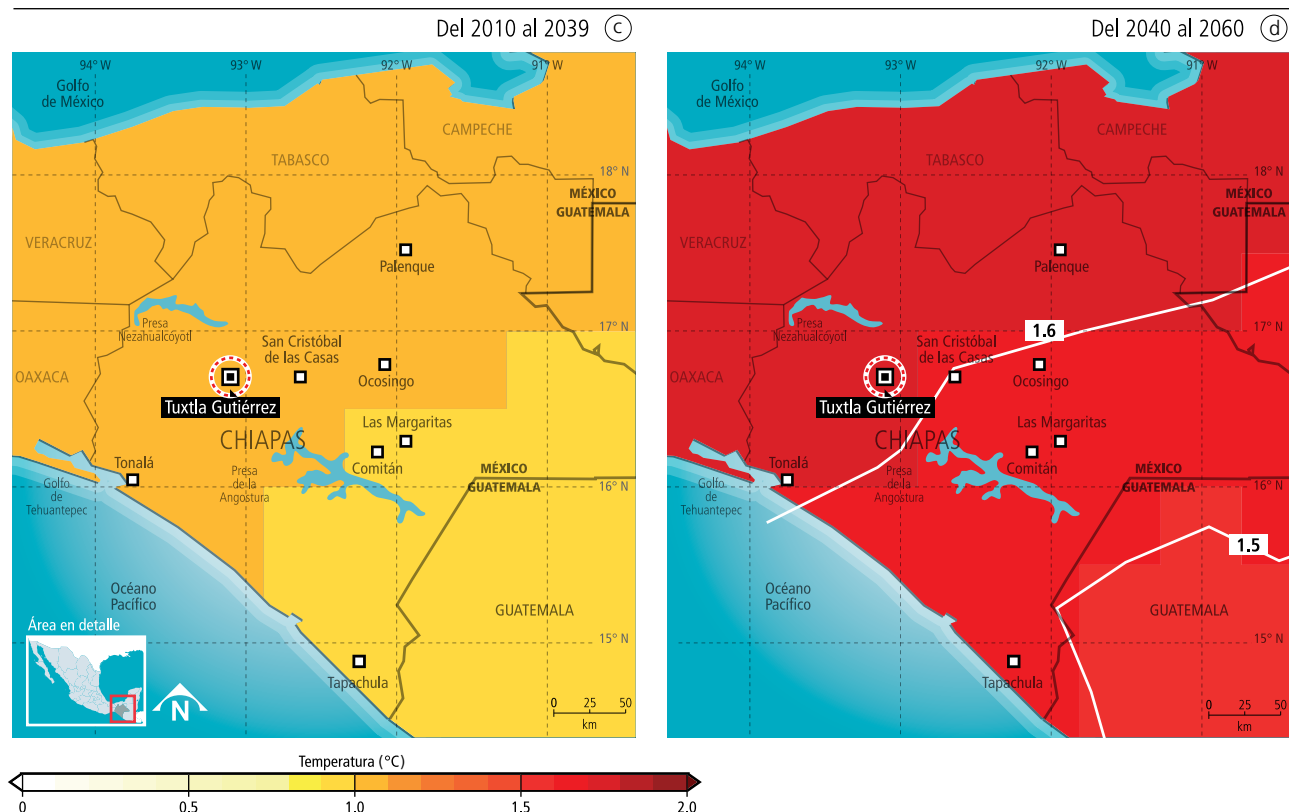 Del 2010 al 2039 c
94° W
93° W
92° W
91° W
Golfo
de México
CAMPECHE
TABASCO
18° N
MÉXICO
GUATEMALA
VERACRUZ
Palenque
Presa
Nezahualcóyotl
17° N
San Cristóbal
de las Casas
OAXACA
Ocosingo
Tuxtla Gutiérrez
Las Margaritas
CHIAPAS
Comitán
Tonalá
Presa
de la
Angostura
MÉXICO
GUATEMALA
Golfo
de
Tehuantepec
16° N
Océano
Pacífico
GUATEMALA
Área en detalle
15° N
Tapachula
N
0 25 50
km
Del 2040 al 2060 d
94° W
93° W
92° W
91° W
Golfo
de México
CAMPECHE
TABASCO
18° N
MÉXICO
GUATEMALA
VERACRUZ
Palenque
Presa
Nezahualcóyotl
1.6
17° N
San Cristóbal
de las Casas
OAXACA
Ocosingo
Tuxtla Gutiérrez
Las Margaritas
CHIAPAS
Comitán
Tonalá
Presa
de la
Angostura
MÉXICO
GUATEMALA
Golfo
de
Tehuantepec
16° N
1.5
Océano
Pacífico
GUATEMALA
15° N
Tapachula
0 25 50
km
Temperatura (°C)
0 0.5 1.0 1.5 2.0